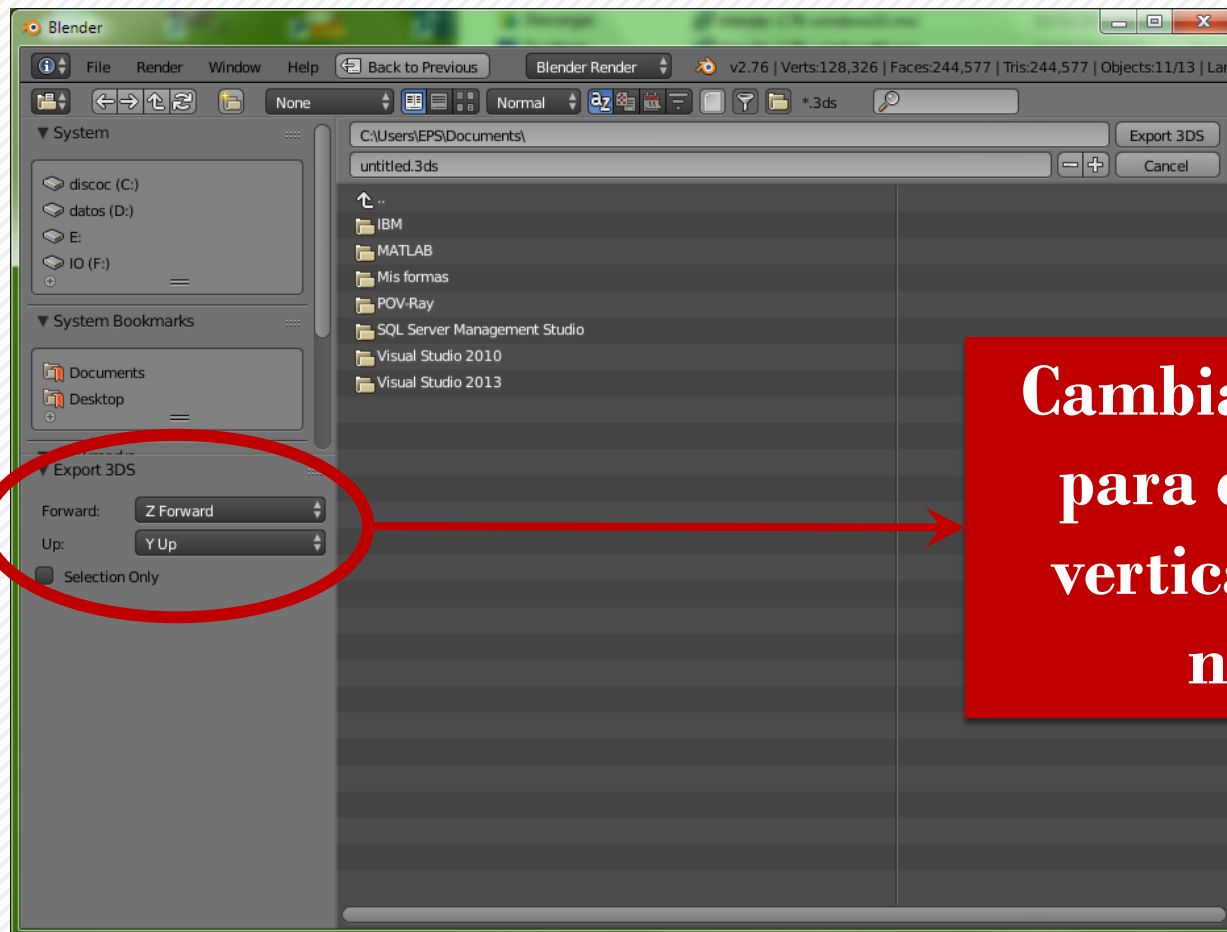 Blender
File Render Window Help Back to Previous Blender Render v2.76 | Verts:128,326 | Faces:244,577 | Tris:244,577 | Objects:11/13 |
None Normal *.3ds
System
discoc (C:)
datos (D:)
E:
IO (F:)
System Bookmarks
Documents
Desktop
Export 3DS
Forward: Z Forward
Up: Y Up
Selection Only
C:\Users\EPS\Documents\ Export 3DS
untitled.3ds Cancel
..
IBM
MATLAB
Mis formas
POV-Ray
SQL Server Management Studio
Visual Studio 2010
Visual Studio 2013
para